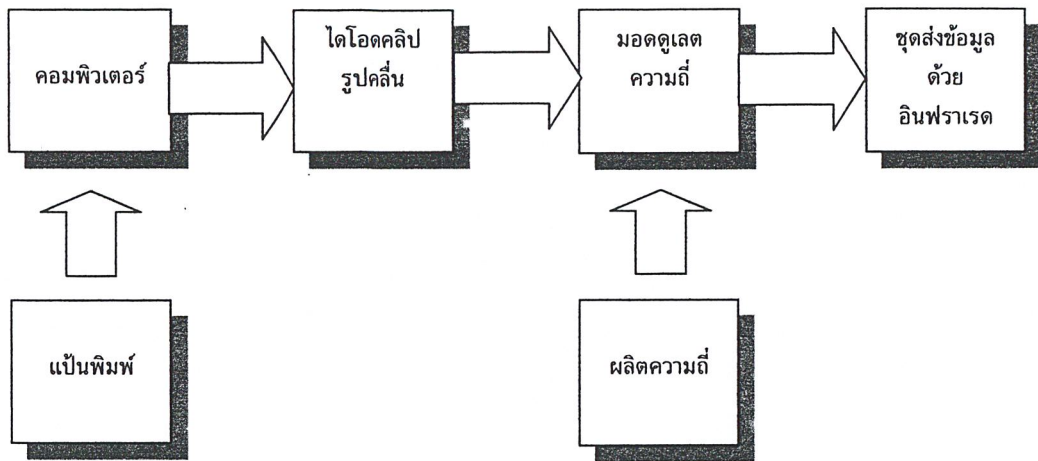 คอมพิวเตอร์
ไดโอดคลิป
รูปคลื่น
มอดดูเลต
ความถี่
ชุดส่งข้อมูล
ด้วย
อินฟราเรด
แป้นพิมพ์
ผลิตความถี่